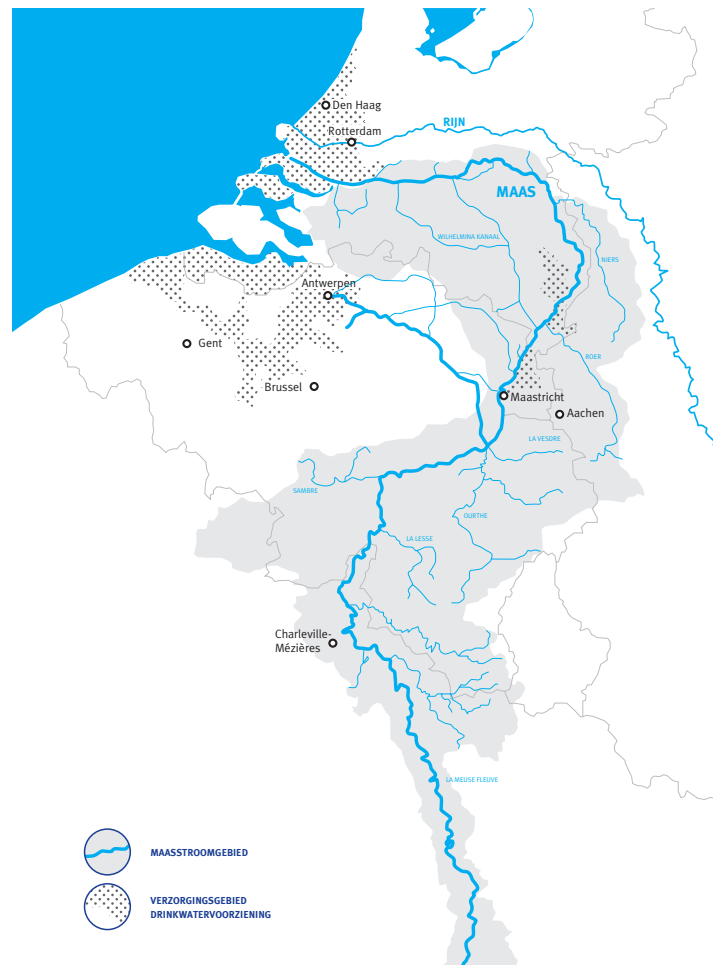 Den Haag
RIJN
Rotterdam
MAAS
WILHELMINA KANAAL
NIERS
Antwerpen
Gent
ROER
Brussel
Maastricht
Aachen
LA VESDRE
SAMBRE
OURTHE
LA LESSE
Charleville-
Mézières
LA MEUSE FLEUVE
MAASSTROOMGEBIED
VERZORGINGSGEBIED
DRINKWATERVOORZIENING